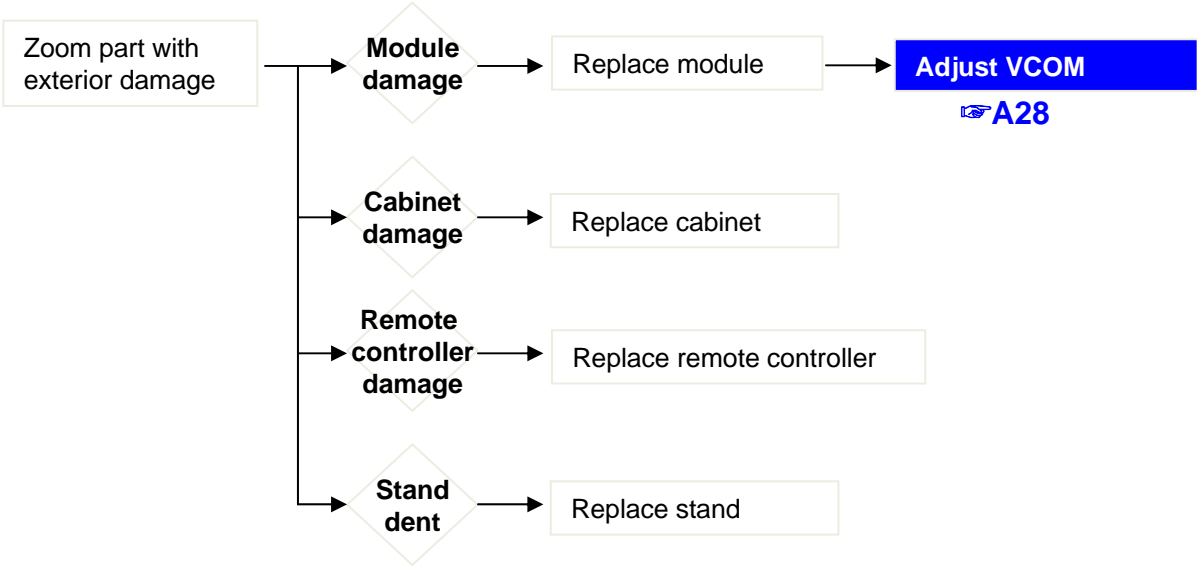 Zoom part with
exterior damage
Module
damage
Replace module
Adjust VCOM
☞A28
Cabinet
damage
Replace cabinet
Remote
controller
damage
Replace remote controller
Stand
dent
Replace stand